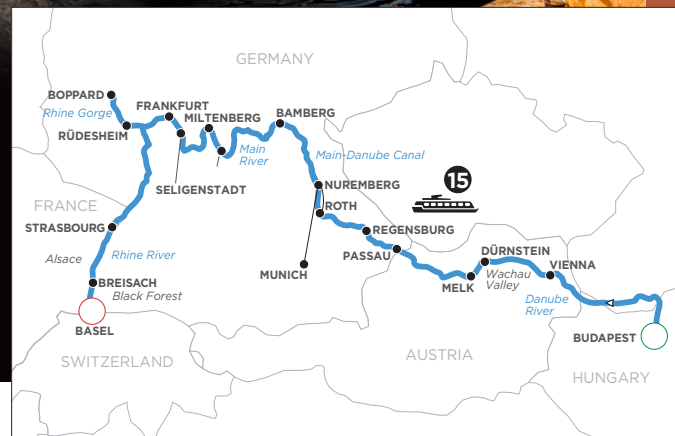 GERMANY
BOPPARD
FRANKFURT
Rhine Gorge
MILTENBERG
BAMBERG
RÜDESHEIM
Main
River
Main-Danube Canal
SELIGENSTADT
15
NUREMBERG
FRANCE
ROTH
STRASBOURG
REGENSBURG
Alsace
Rhine River
PASSAU
DÜRNSTEIN
MUNICH
VIENNA
Wachau
Valley
BREISACH
MELK
Black Forest
Danube
River
BASEL
BUDAPEST
SWITZERLAND
AUSTRIA
HUNGARY